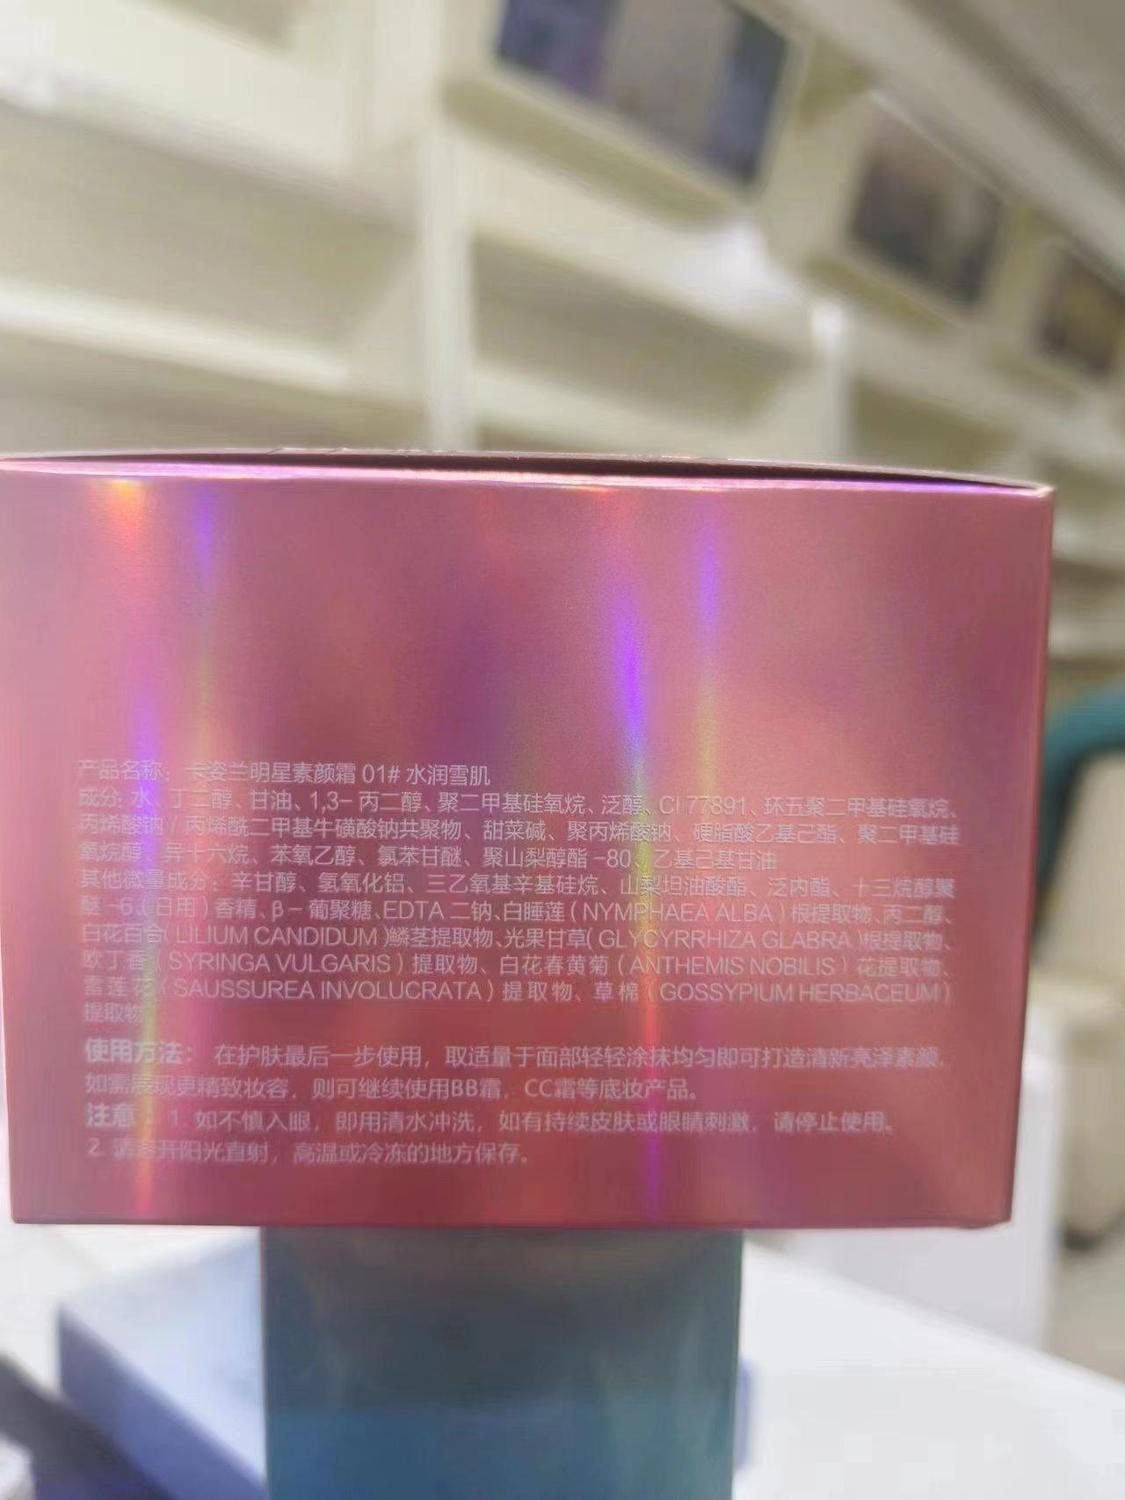 产品名称：卡姿兰明星素颜霜 01# 水润雪肌
成分: 水、丁二醇、甘油、1,3- 丙二醇、聚二甲基硅氧烷、泛醇、CI 77891、环五聚二甲基硅氧烷、
丙烯酸钠 / 丙烯酰二甲基牛磺酸钠共聚物、甜菜碱、聚丙烯酸钠、硬脂酸乙基己酯、聚二甲基硅
氧烷醇、异十六烷、苯氧乙醇、氯苯甘醚、聚山梨醇酯 -80、乙基己基甘油
其他微量成分：辛甘醇、氢氧化铝、三乙氧基辛基硅烷、山梨坦油酸酯、泛内酯、十三烷醇聚
醚 -6、(日用) 香精、β - 葡聚糖、EDTA 二钠、白睡莲 ( NYMPHAEA ALBA ) 根提取物、丙二醇、
白花百合( LILIUM CANDIDUM )鳞茎提取物、光果甘草( GLYCYRRHIZA GLABRA )根提取物、
欧丁香 ( SYRINGA VULGARIS ) 提取物、白花春黄菊 ( ANTHEMIS NOBILIS ) 花提取物、
雪莲花 ( SAUSSUREA INVOLUCRATA ) 提取物、草棉 ( GOSSYPIUM HERBACEUM )
提取物
使用方法： 在护肤最后一步使用，取适量于面部轻轻涂抹均匀即可打造清新亮泽素颜，
如需展现更精致妆容，则可继续使用BB霜，CC霜等底妆产品。
注意：1. 如不慎入眼，即用清水冲洗，如有持续皮肤或眼睛刺激，请停止使用。
2. 请避开阳光直射，高温或冷冻的地方保存。